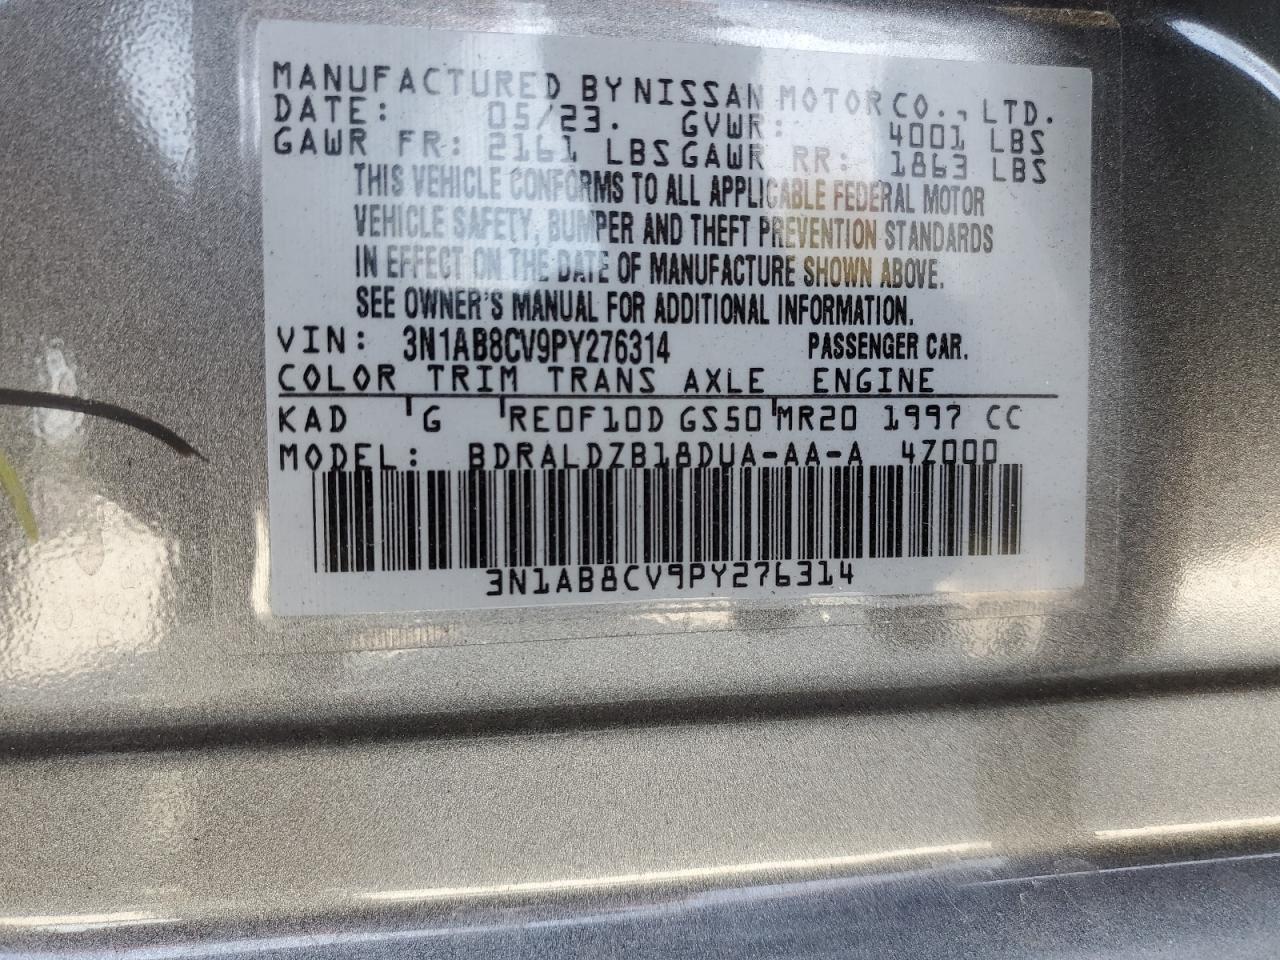 MANUFACTURED BY NISSAN MOTOR CO., LTD.
DATE: 05/23. GVWR: 4001 LBS
GAWR FR: 2161 LBS GAWR RR: 1863 LBS
THIS VEHICLE CONFORMS TO ALL APPLICABLE FEDERAL MOTOR
VEHICLE SAFETY, BUMPER AND THEFT PREVENTION STANDARDS
IN EFFECT ON THE DATE OF MANUFACTURE SHOWN ABOVE.
SEE OWNER'S MANUAL FOR ADDITIONAL INFORMATION.
VIN: 3N1AB8CV9PY276314 PASSENGER CAR.
COLOR TRIM TRANS AXLE ENGINE
KAD G RE0F10D GS50 MR20 1997 CC
MODEL: BDRALDZB18DUA-AA-A 4Z000
3N1AB8CV9PY276314